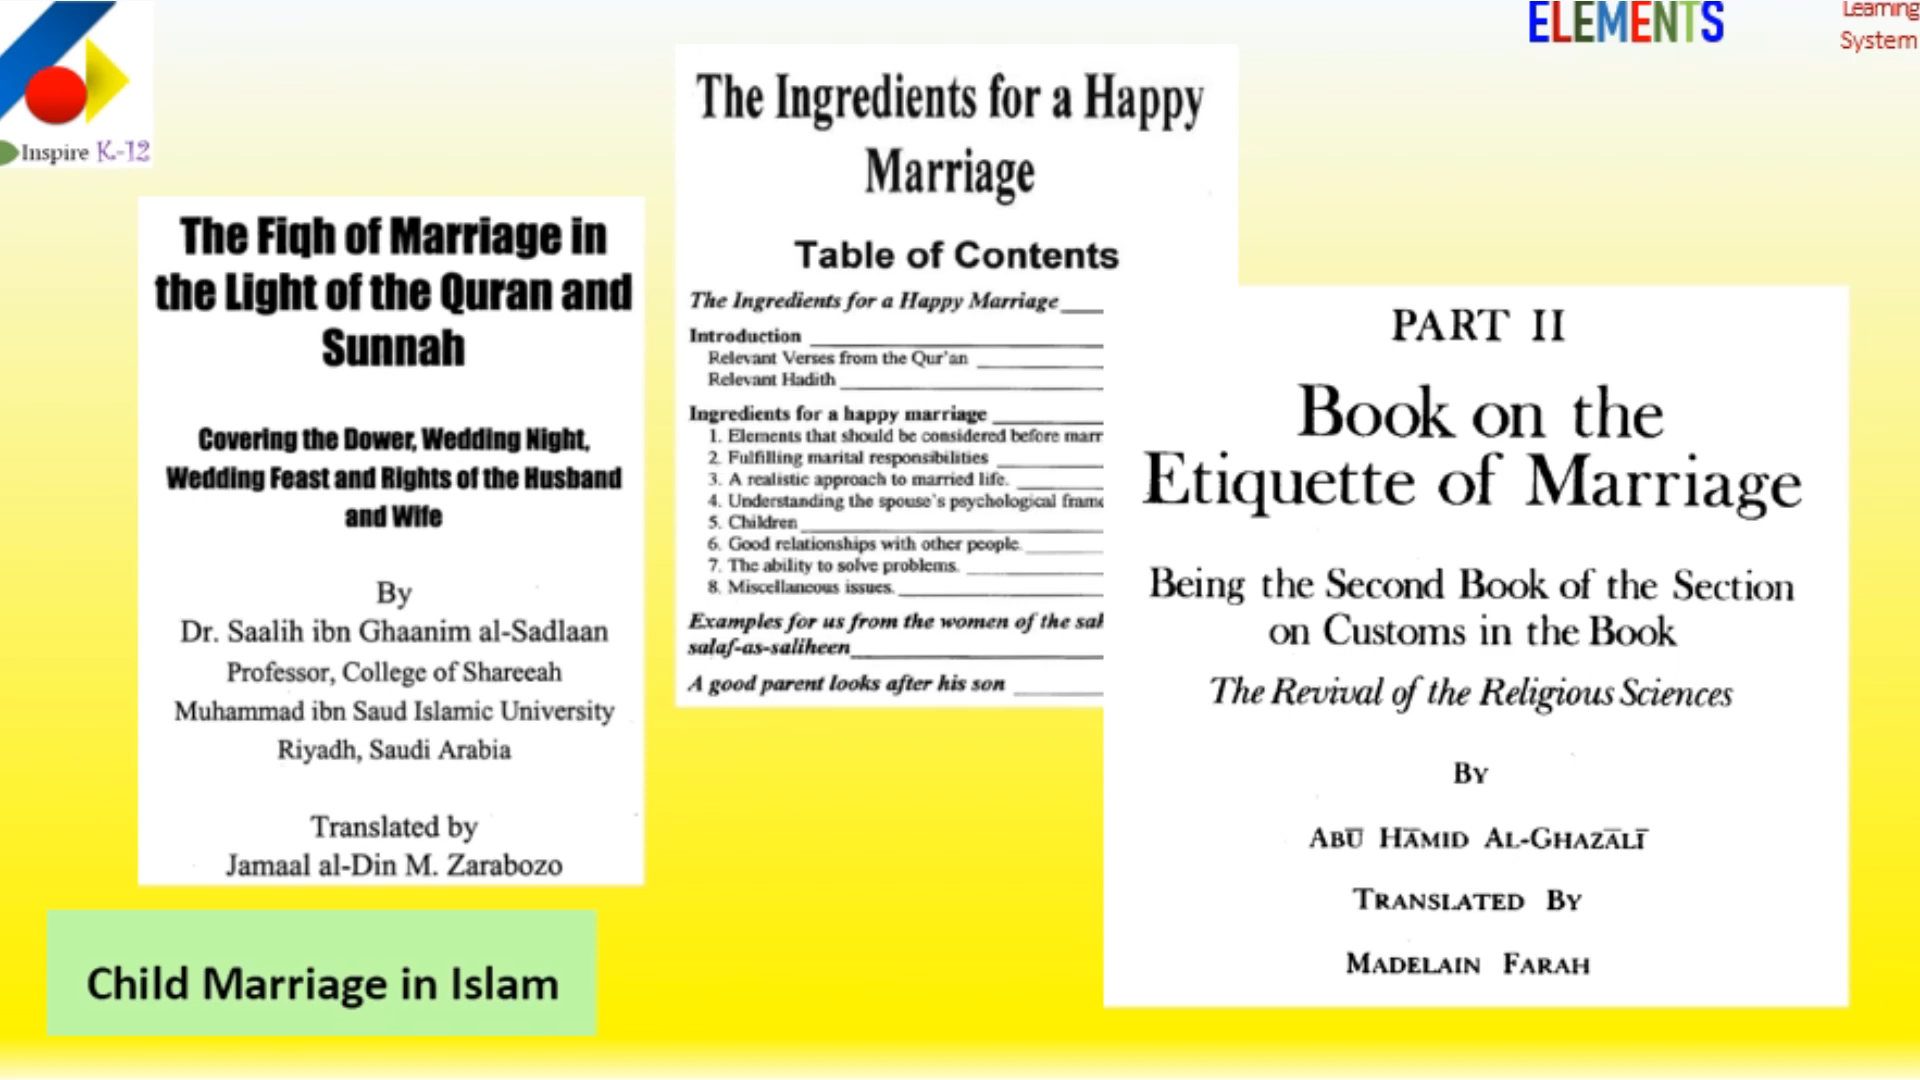 ELEMENTS
Learning
System
Inspire K-12
The Fiqh of Marriage in
the Light of the Quran and
Sunnah
Covering the Dower, Wedding Night,
Wedding Feast and Rights of the Husband
and Wife
By
Dr. Saalih ibn Ghaanim al-Sadlaan
Professor, College of Shareeah
Muhammad ibn Saud Islamic University
Riyadh, Saudi Arabia
Translated by
Jamaal al-Din M. Zarabozo
The Ingredients for a Happy
Marriage
Table of Contents
The Ingredients for a Happy Marriage
Introduction
Relevant Verses from the Qur'an
Relevant Hadith
Ingredients for a happy marriage
1. Elements that should be considered before marr
2. Fulfilling marital responsibilities
3. A realistic approach to married life.
4. Understanding the spouse's psychological frame
5. Children
6. Good relationships with other people.
7. The ability to solve problems.
8. Miscellaneous issues.
Examples for us from the women of the
salaf-as-saliheen
A good parent looks after his son
PART II
Book on the
Etiquette of Marriage
Being the Second Book of the Section
on Customs in the Book
The Revival of the Religious Sciences
BY
ABŪ HĀMID AL-GHAZĀLĪ
TRANSLATED BY
MADELAIN FARAH
Child Marriage in Islam